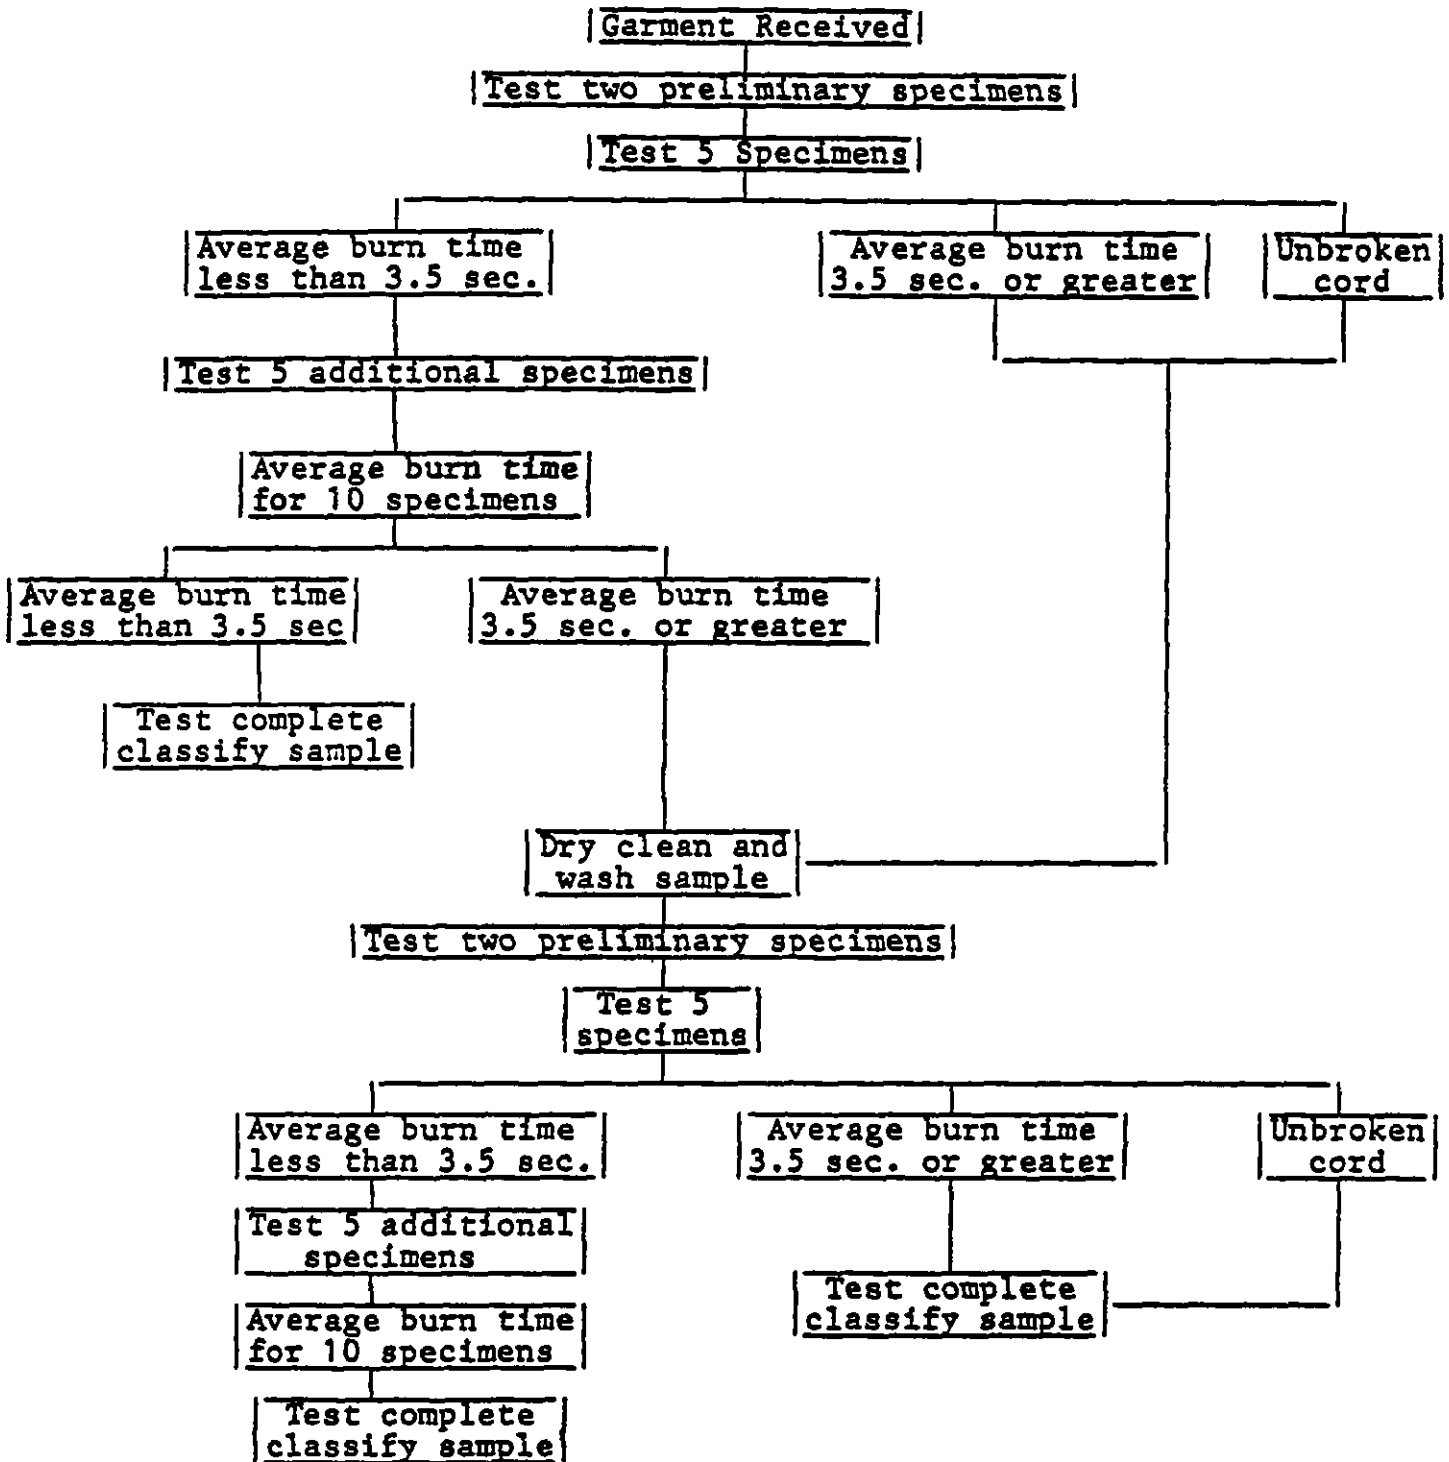 Garment Received
Test two preliminary specimens
Test 5 Specimens
Average burn time
less than 3.5 sec.
Average burn time
3.5 sec. or greater
Unbroken
cord
Test 5 additional specimens
Average burn time
for 10 specimens
Average burn time
less than 3.5 sec
Average burn time
3.5 sec. or greater
Test complete
classify sample
Dry clean and
wash sample
Test two preliminary specimens
Test 5
specimens
Average burn time
less than 3.5 sec.
Average burn time
3.5 sec. or greater
Unbroken
cord
Test 5 additional
specimens
Average burn time
for 10 specimens
Test complete
classify sample
Test complete
classify sample